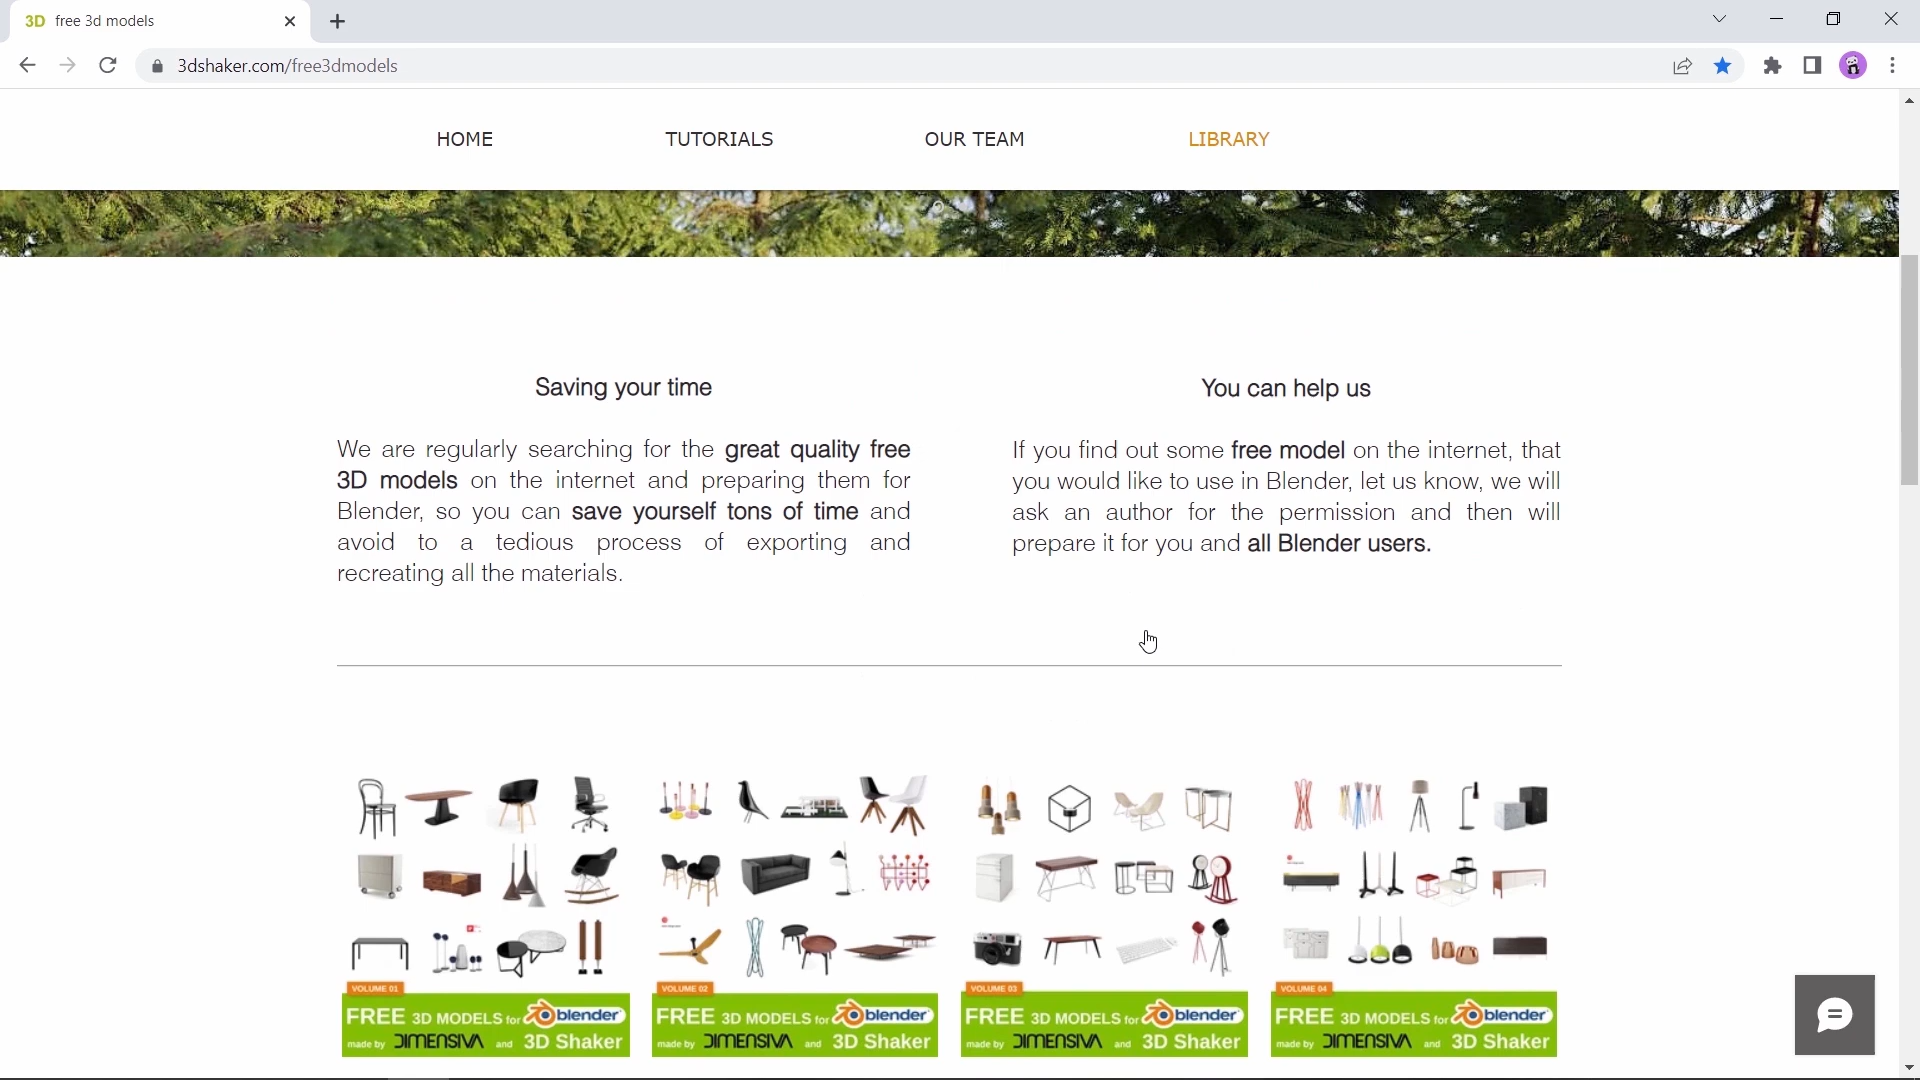 3D free 3d models
3dshaker.com/free3dmodels
HOME TUTORIALS OUR TEAM LIBRARY
Saving your time
We are regularly searching for the great quality free
3D models on the internet and preparing them for
Blender, so you can save yourself tons of time and
avoid to a tedious process of exporting and
recreating all the materials.
You can help us
If you find out some free model on the internet, that
you would like to use in Blender, let us know, we will
ask an author for the permission and then will
prepare it for you and all Blender users.
VOLUME 01
FREE 3D MODELS for blender
made by DIMENSIVA and 3D Shaker
VOLUME 02
FREE 3D MODELS for blender
made by DIMENSIVA and 3D Shaker
VOLUME 03
FREE 3D MODELS for blender
made by DIMENSIVA and 3D Shaker
VOLUME 04
FREE 3D MODELS for blender
made by DIMENSIVA and 3D Shaker